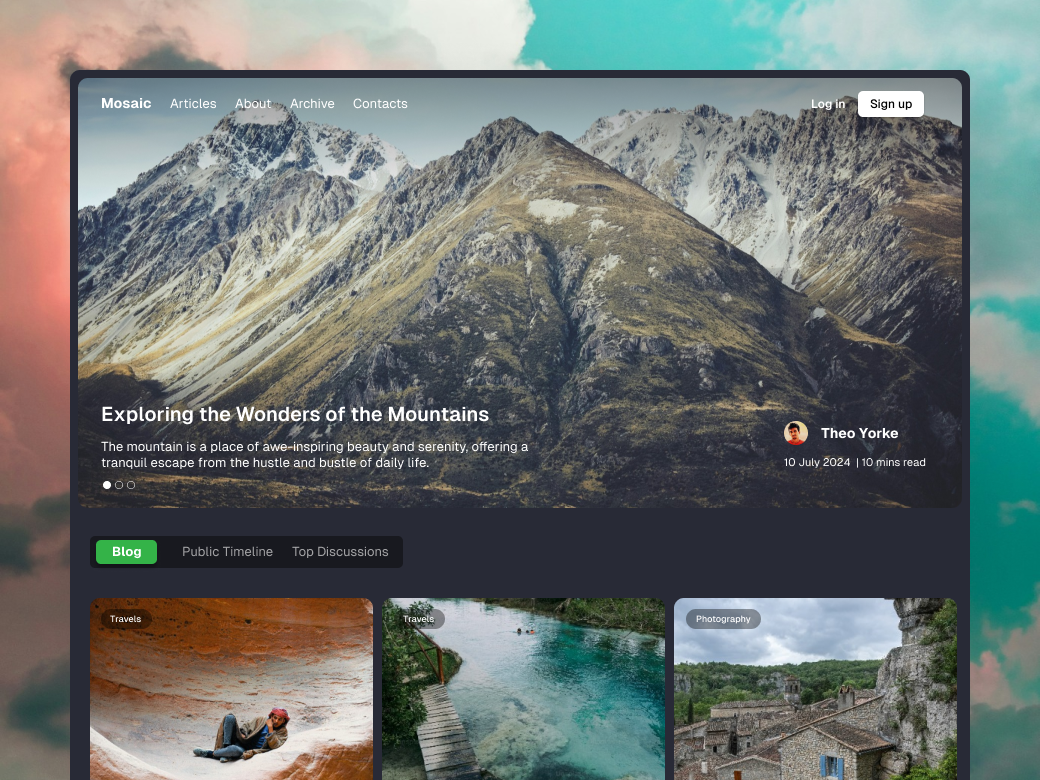 Mosaic Articles About Archive Contacts Log in Sign up
Exploring the Wonders of the Mountains
The mountain is a place of awe-inspiring beauty and serenity, offering a
tranquil escape from the hustle and bustle of daily life.
Theo Yorke
10 July 2024 | 10 mins read
Blog Public Timeline Top Discussions
Travels Travels Photography